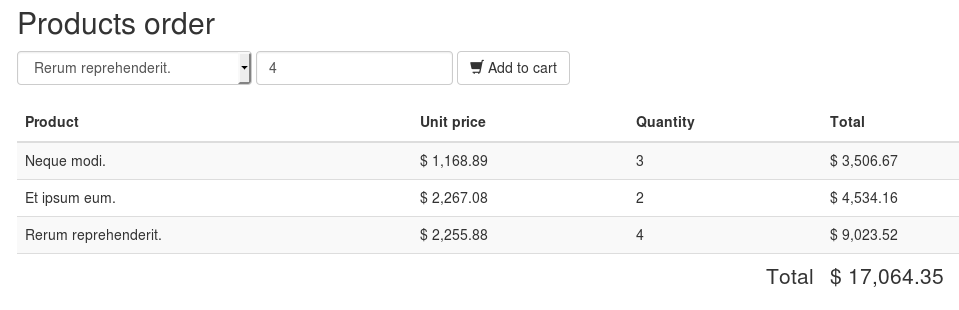 Products order
Rerum reprehenderit. 4 Add to cart
Product Unit price Quantity Total
Neque modi. $ 1,168.89 3 $ 3,506.67
Et ipsum eum. $ 2,267.08 2 $ 4,534.16
Rerum reprehenderit. $ 2,255.88 4 $ 9,023.52
Total $ 17,064.35